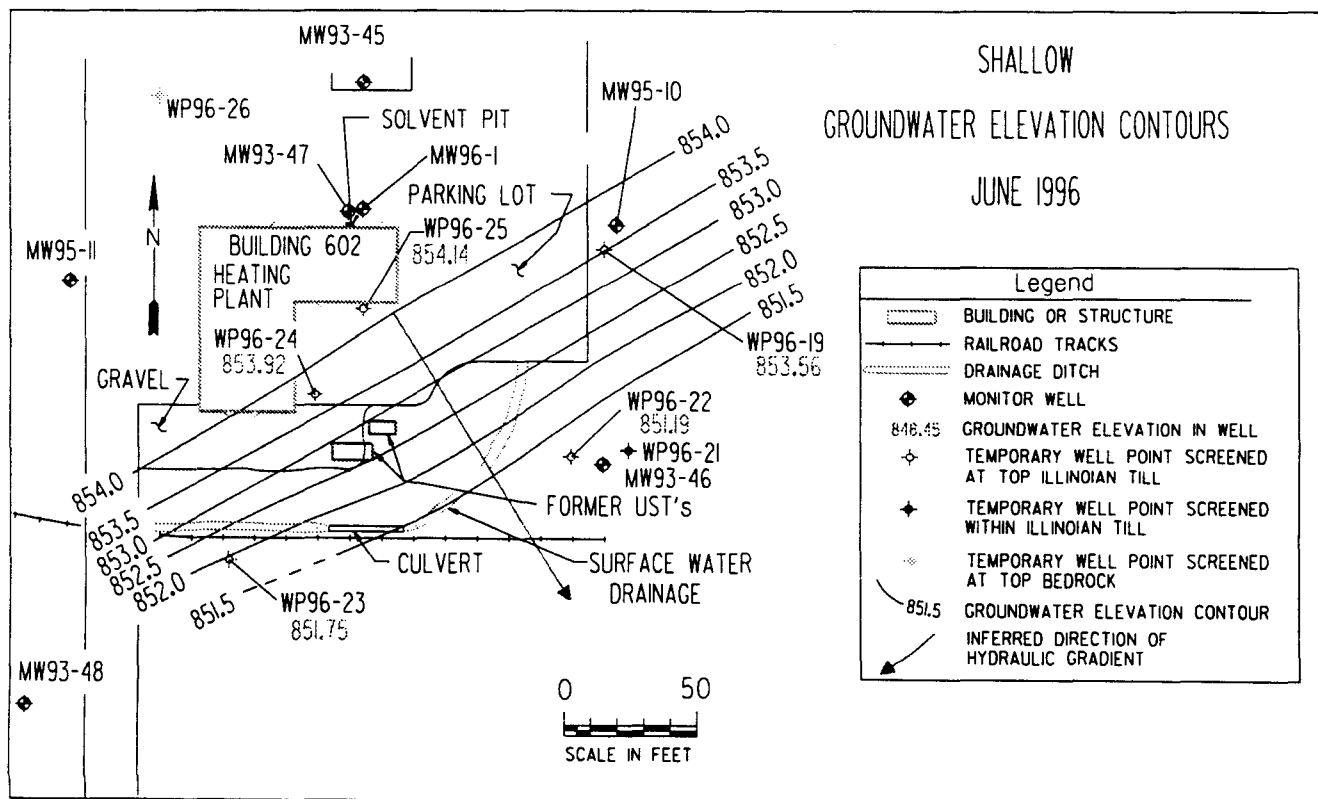 SHALLOW
GROUNDWATER ELEVATION CONTOURS
JUNE 1996
MW93-45
WP96-26
SOLVENT PIT
MW93-47
MW96-1
MW95-10
PARKING LOT
854.0
853.5
853.0
852.5
852.0
851.5
N
MW95-11
BUILDING 602
HEATING
PLANT
WP96-25
854.14
WP96-24
853.92
GRAVEL
WP96-19
853.56
WP96-22
851.19
WP96-21
MW93-46
FORMER UST's
854.0
853.5
853.0
852.5
852.0
851.5
CULVERT
SURFACE WATER
DRAINAGE
WP96-23
851.75
MW93-48
0 50
SCALE IN FEET
Legend
BUILDING OR STRUCTURE
RAILROAD TRACKS
DRAINAGE DITCH
MONITOR WELL
846.45 GROUNDWATER ELEVATION IN WELL
TEMPORARY WELL POINT SCREENED
AT TOP ILLINOIAN TILL
TEMPORARY WELL POINT SCREENED
WITHIN ILLINOIAN TILL
TEMPORARY WELL POINT SCREENED
AT TOP BEDROCK
851.5 GROUNDWATER ELEVATION CONTOUR
INFERRED DIRECTION OF
HYDRAULIC GRADIENT